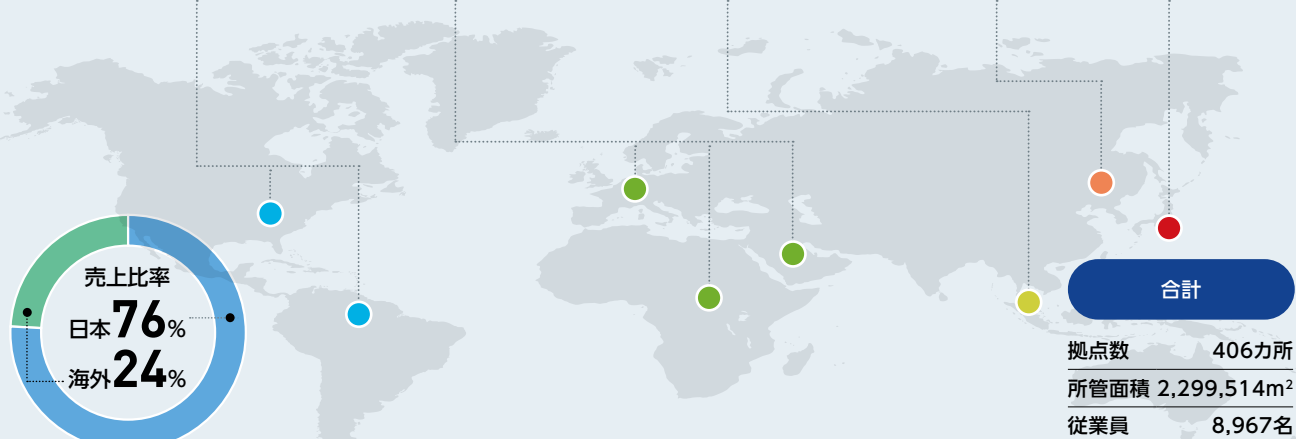 売上比率
日本76%
海外24%
合計
拠点数 406カ所
所管面積 2,299,514m²
従業員 8,967名